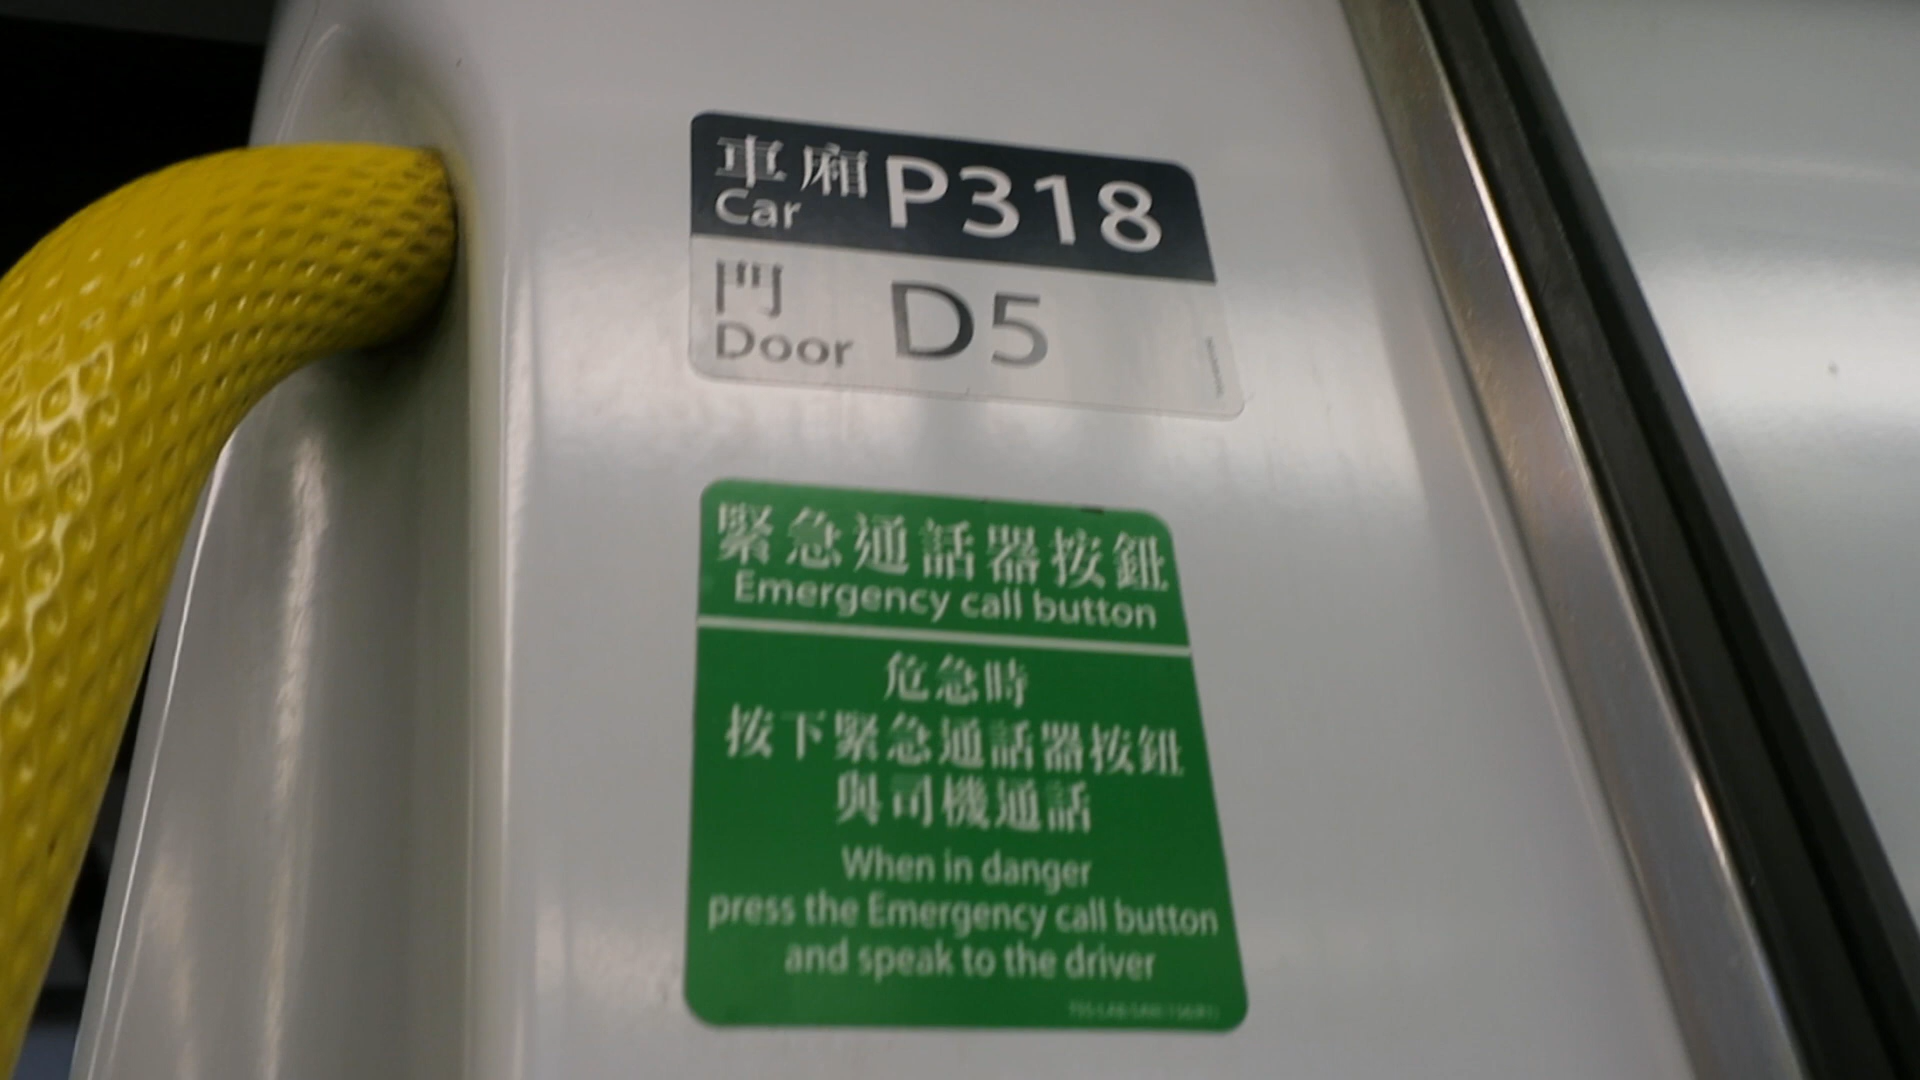 車廂 P318
Car
門 D5
Door
緊急通話器按鈕
Emergency call button
危急時
按下緊急通話器按鈕
與司機通話
When in danger
press the Emergency call button
and speak to the driver